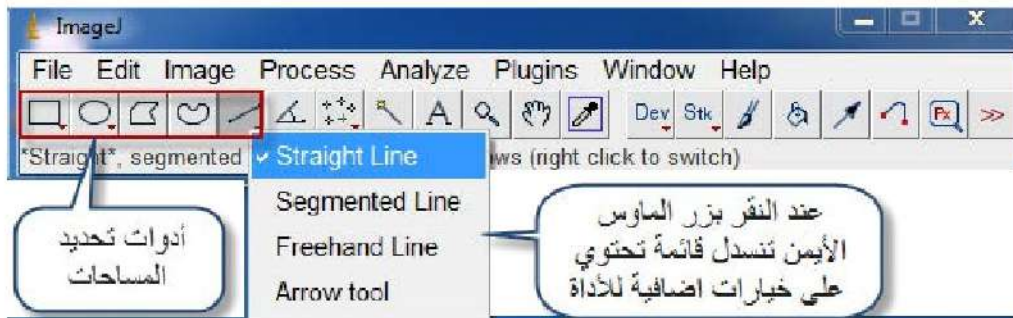 ImageJ
File Edit Image Process Analyze Plugins Window Help
A Dev Stk Px >>
*Straight*, segmented ws (right click to switch)
Straight Line
Segmented Line
Freehand Line
Arrow tool
أدوات تحديد
المساحات
عند النقر بزر الماوس
الأيمن تنسدل قائمة تحتوي
على خيارات اضافية للأداة